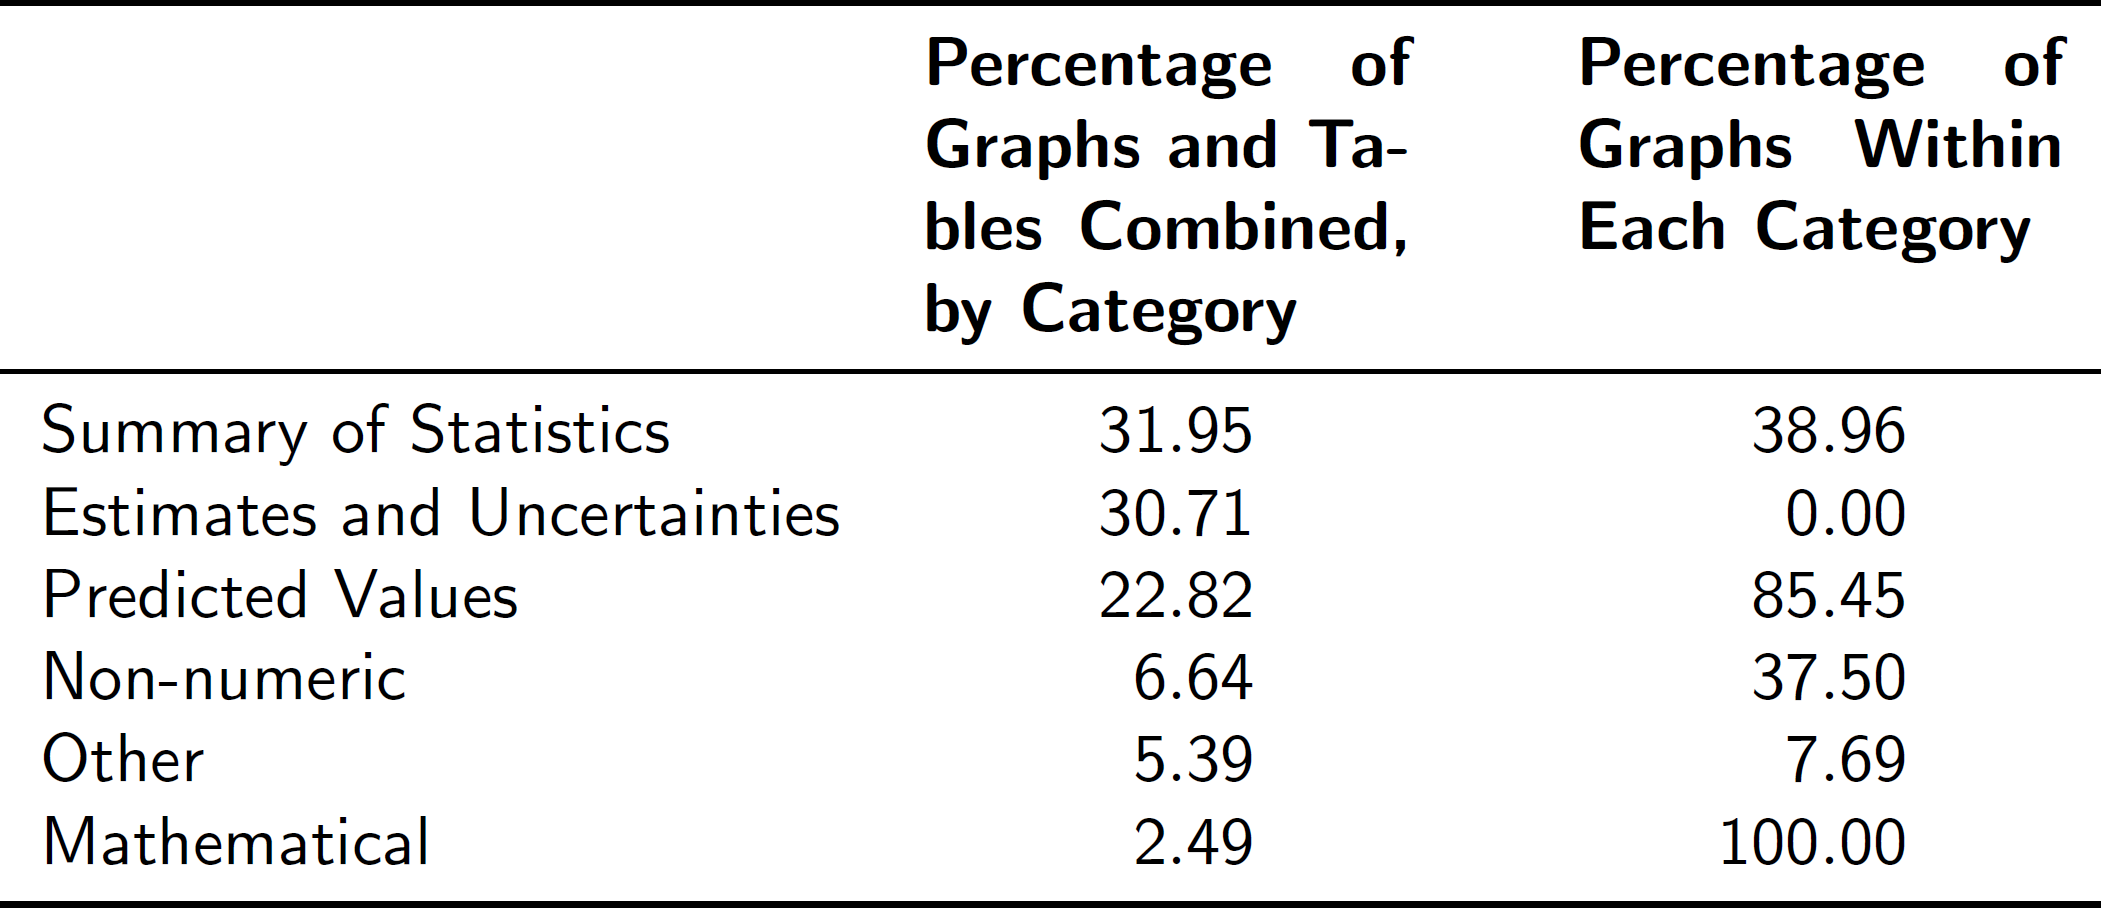 Percentage of Percentage of
Graphs and Ta- Graphs Within
bles Combined, Each Category
by Category
Summary of Statistics 31.95 38.96
Estimates and Uncertainties 30.71 0.00
Predicted Values 22.82 85.45
Non-numeric 6.64 37.50
Other 5.39 7.69
Mathematical 2.49 100.00